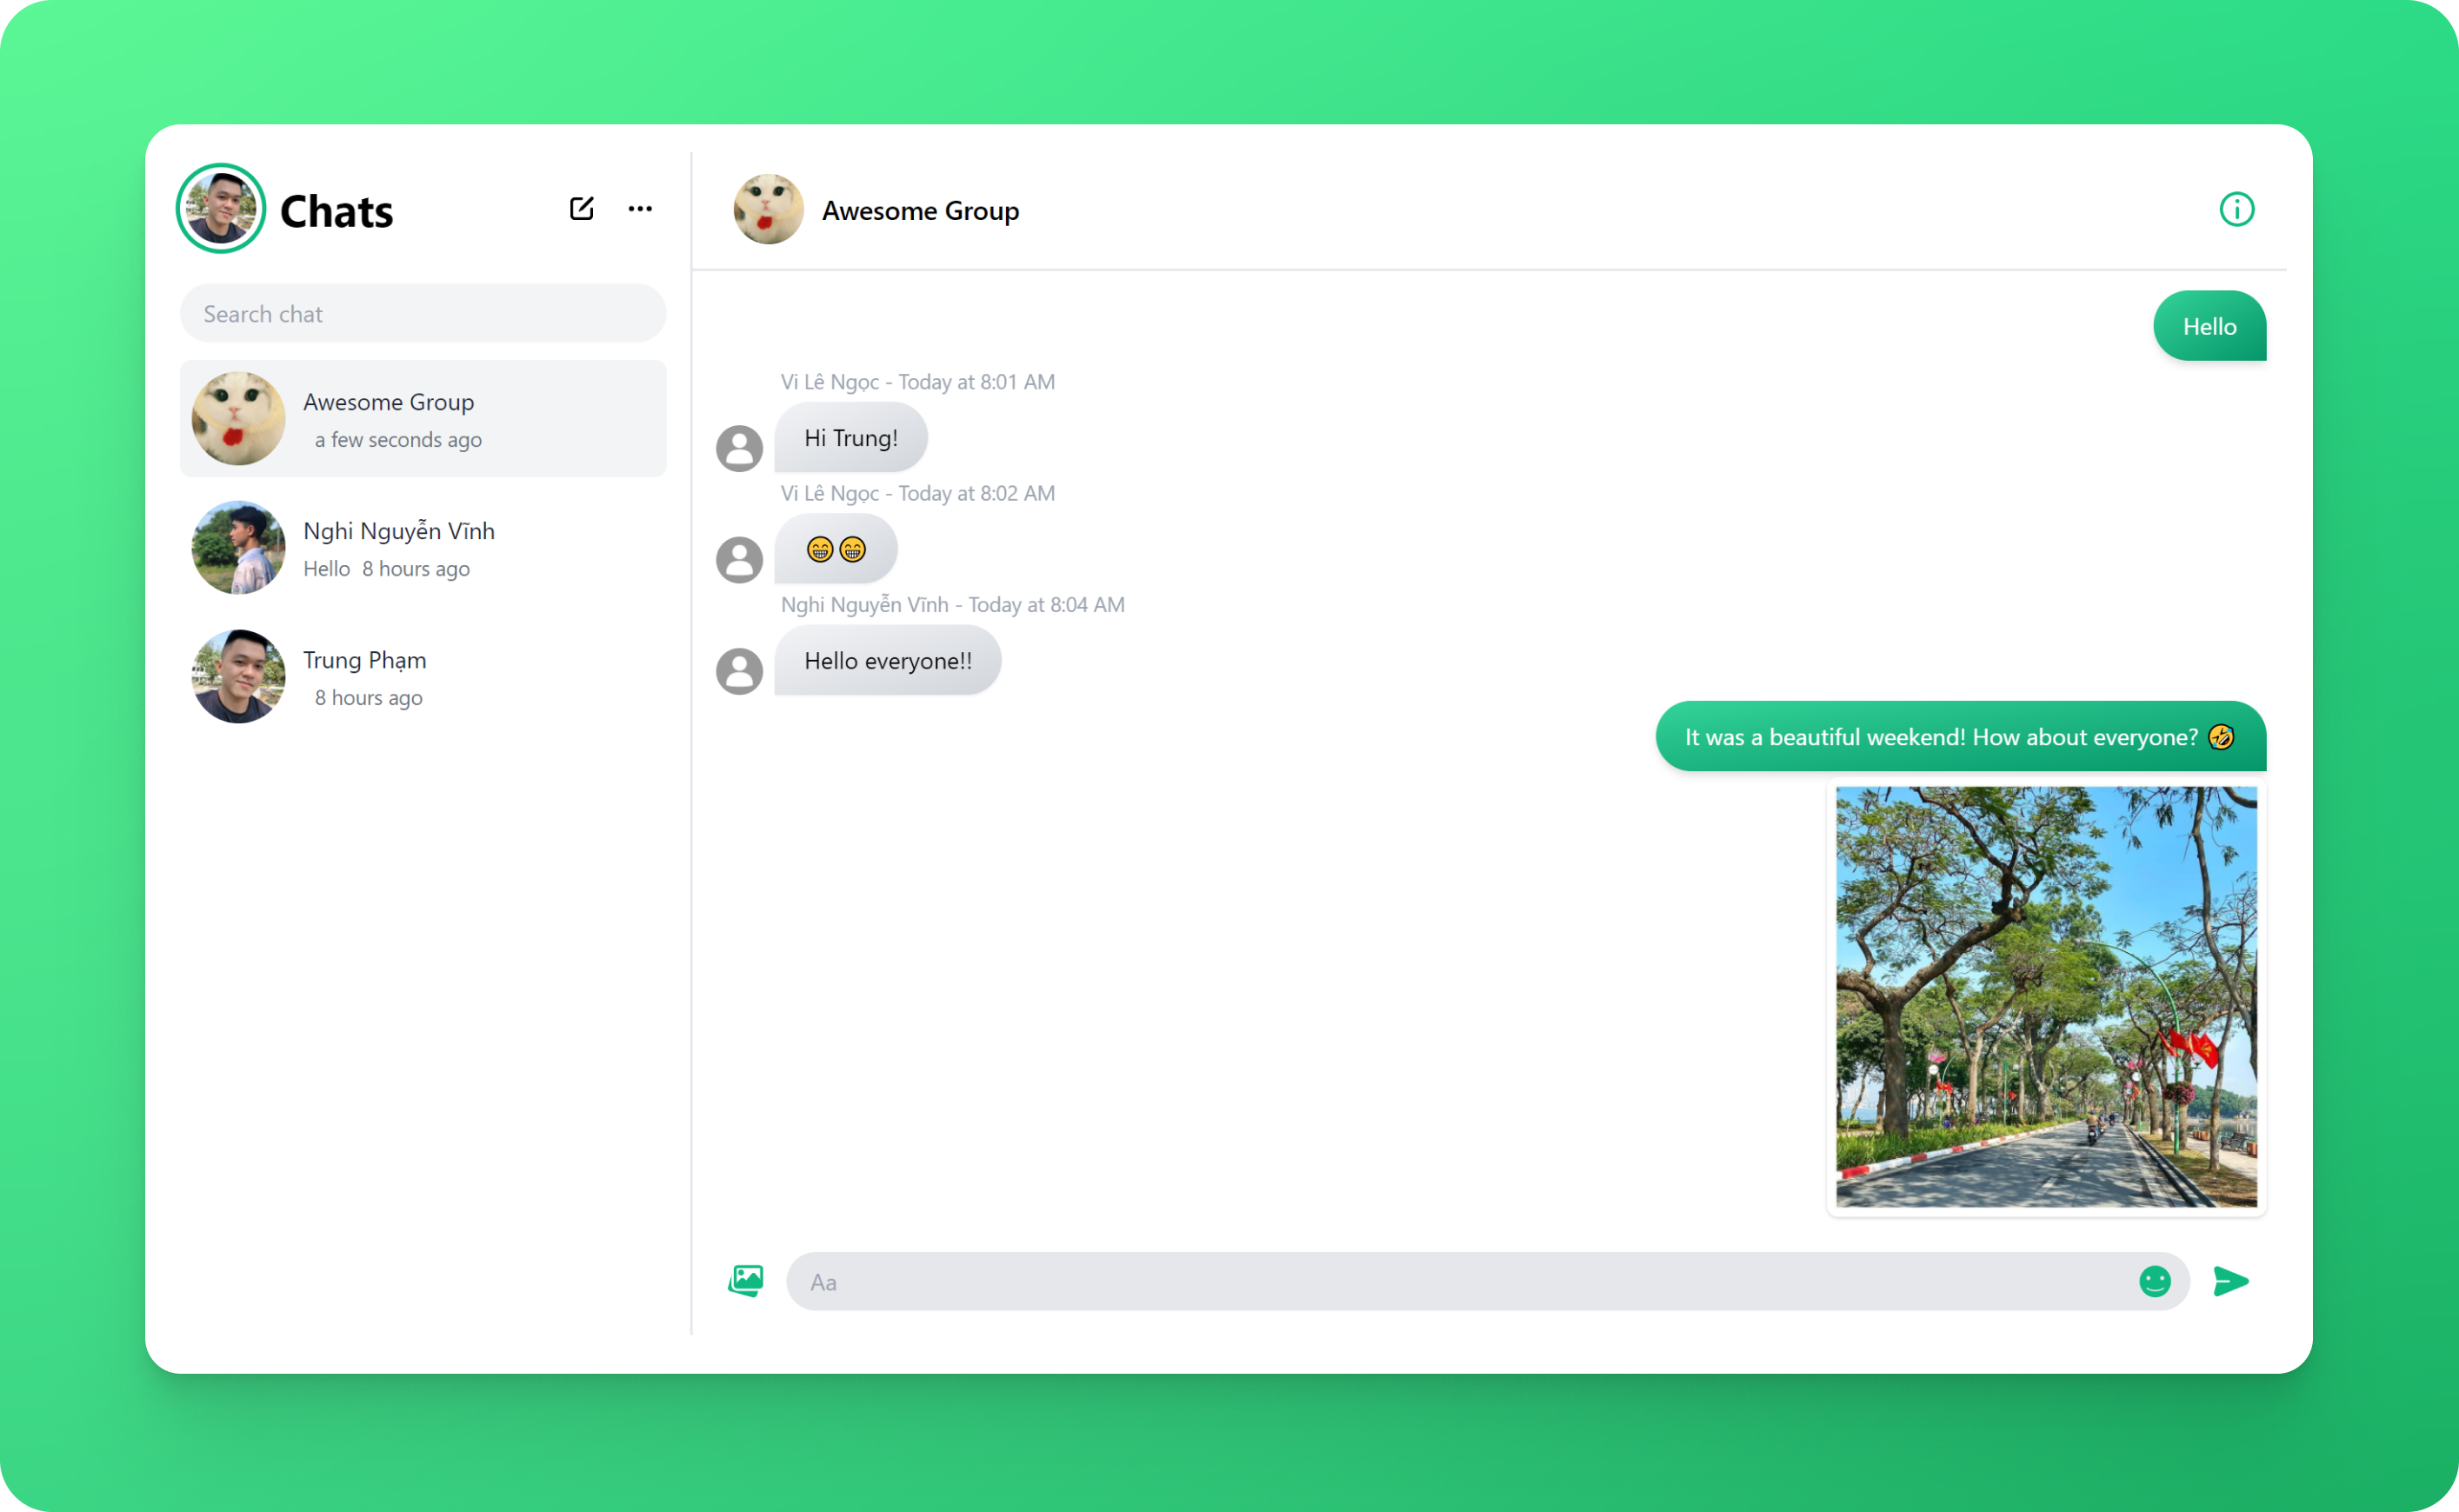 Chats
Search chat
Awesome Group
a few seconds ago
Nghi Nguyễn Vĩnh
Hello 8 hours ago
Trung Phạm
8 hours ago
Awesome Group
Hello
Vi Lê Ngọc - Today at 8:01 AM
Hi Trung!
Vi Lê Ngọc - Today at 8:02 AM
😁😁
Nghi Nguyễn Vĩnh - Today at 8:04 AM
Hello everyone!!
It was a beautiful weekend! How about everyone? 🤣
Aa